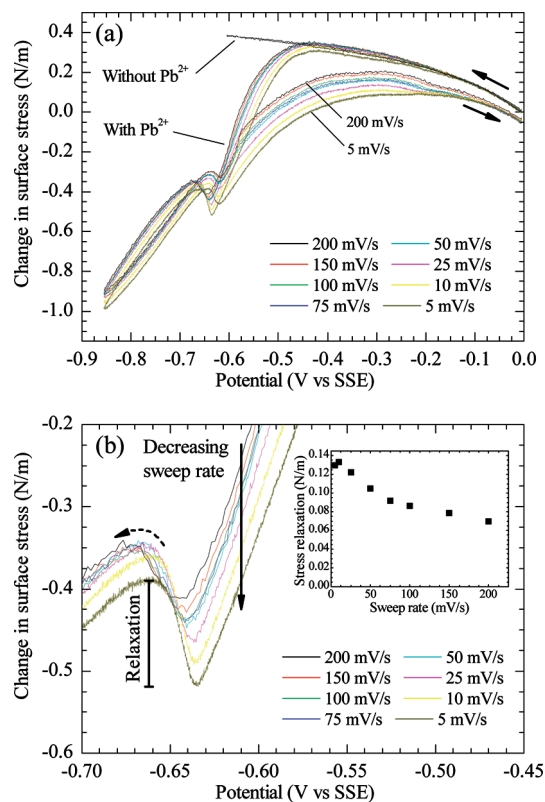 (a)
Change in surface stress (N/m)
0.4
0.2
0.0
-0.2
-0.4
-0.6
-0.8
-1.0
Without Pb²⁺
With Pb²⁺
200 mV/s
5 mV/s
200 mV/s
150 mV/s
100 mV/s
75 mV/s
50 mV/s
25 mV/s
10 mV/s
5 mV/s
-0.9 -0.8 -0.7 -0.6 -0.5 -0.4 -0.3 -0.2 -0.1 0.0
Potential (V vs SSE)
(b)
Change in surface stress (N/m)
-0.2
-0.3
-0.4
-0.5
-0.6
Decreasing
sweep rate
Relaxation
Stress relaxation (N/m)
0.14
0.12
0.10
0.08
0.06
0.04
0.02
0.00
0 50 100 150 200
Sweep rate (mV/s)
200 mV/s
150 mV/s
100 mV/s
75 mV/s
50 mV/s
25 mV/s
10 mV/s
5 mV/s
-0.70 -0.65 -0.60 -0.55 -0.50 -0.45
Potential (V vs SSE)